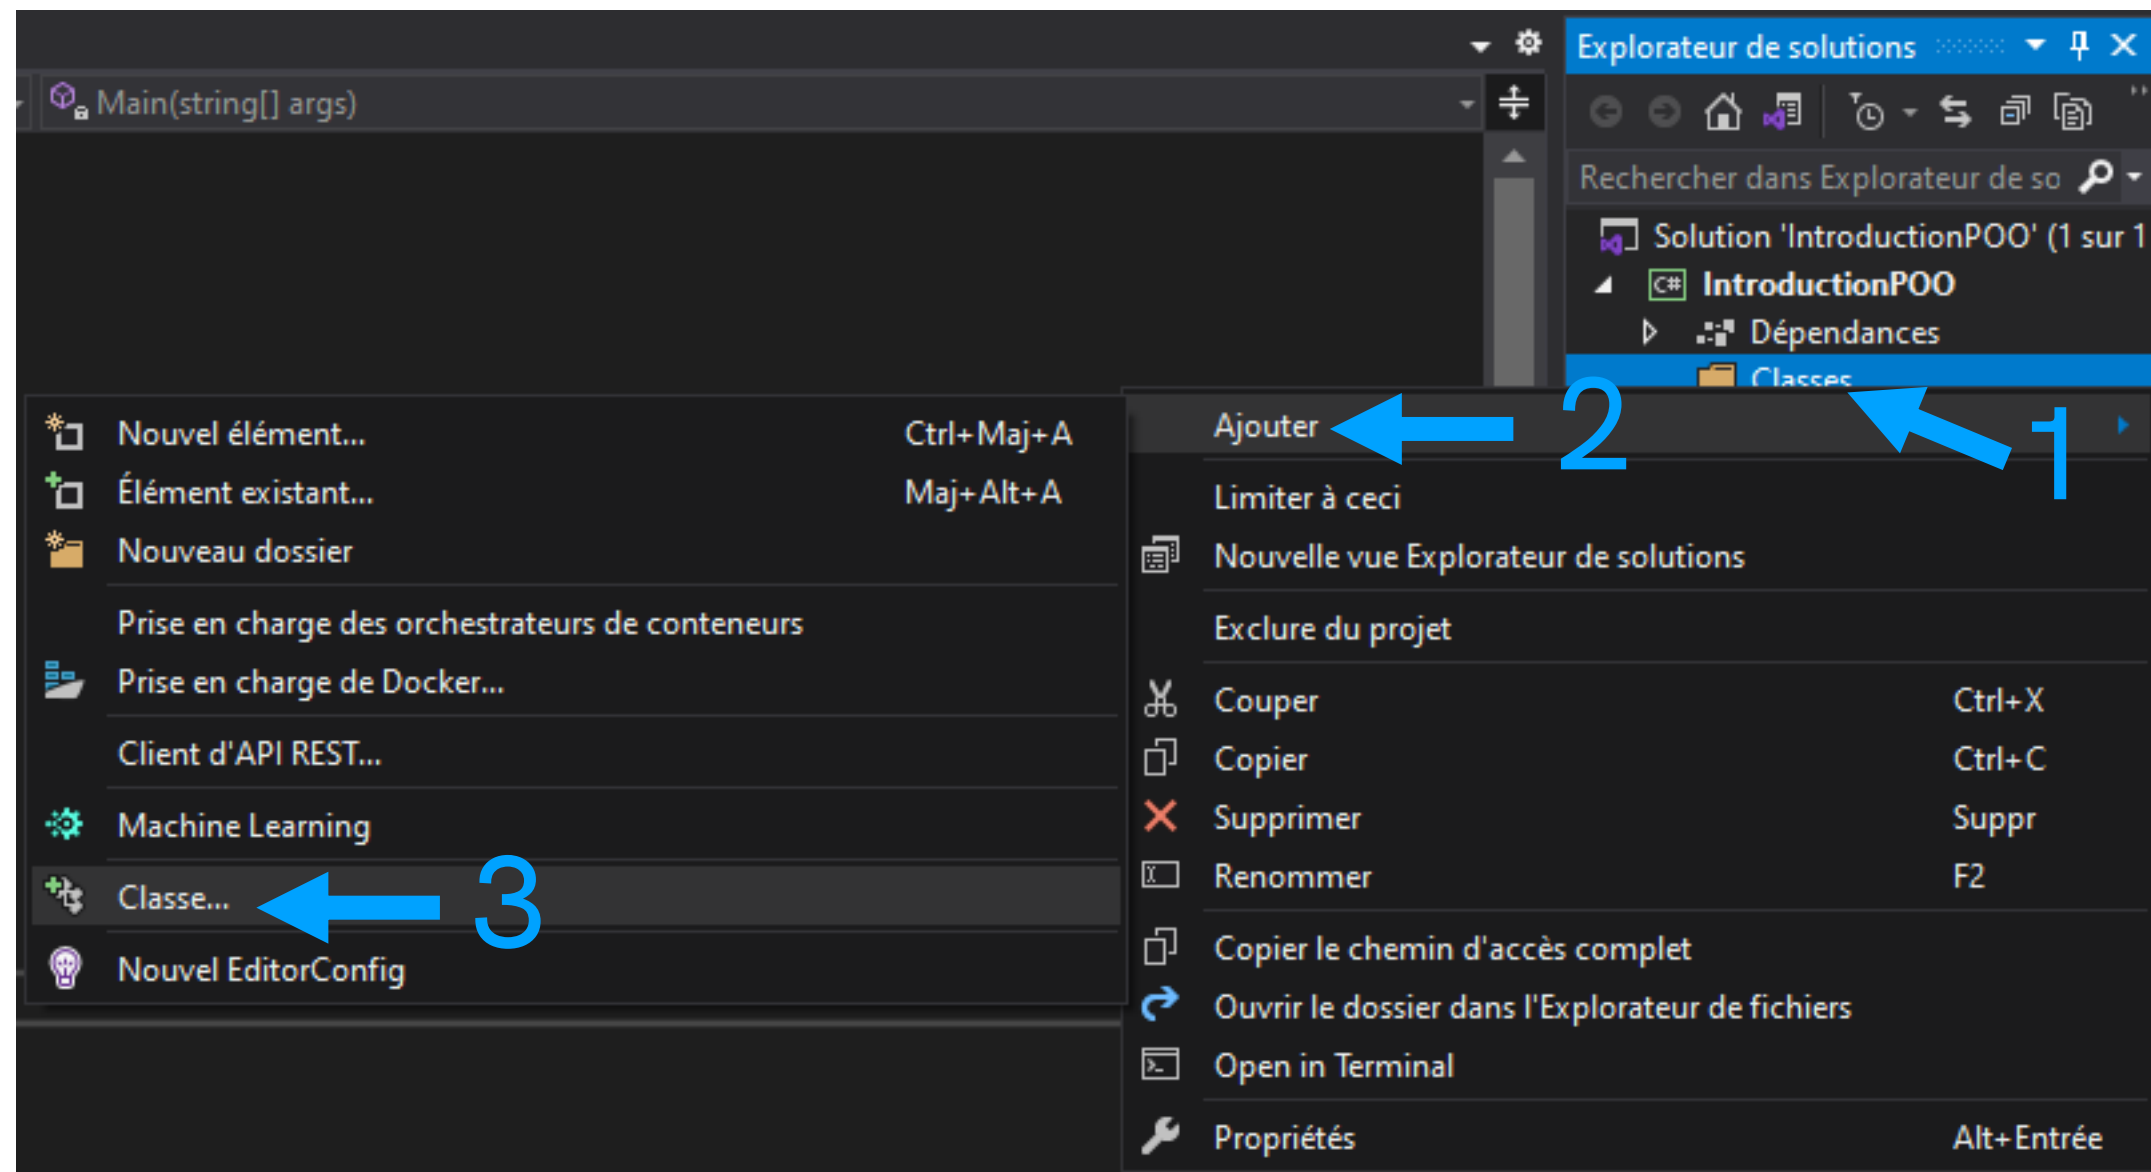 Main(string[] args)
Explorateur de solutions
Rechercher dans Explorateur de so
Solution 'IntroductionPOO' (1 sur 1
C# IntroductionPOO
Dépendances
Classes
1
Ajouter
2
Limiter à ceci
Nouvelle vue Explorateur de solutions
Exclure du projet
Couper Ctrl+X
Copier Ctrl+C
Supprimer Suppr
Renommer F2
Copier le chemin d'accès complet
Ouvrir le dossier dans l'Explorateur de fichiers
Open in Terminal
Propriétés Alt+Entrée
Nouvel élément... Ctrl+Maj+A
Élément existant... Maj+Alt+A
Nouveau dossier
Prise en charge des orchestrateurs de conteneurs
Prise en charge de Docker...
Client d'API REST...
Machine Learning
Classe... 3
Nouvel EditorConfig